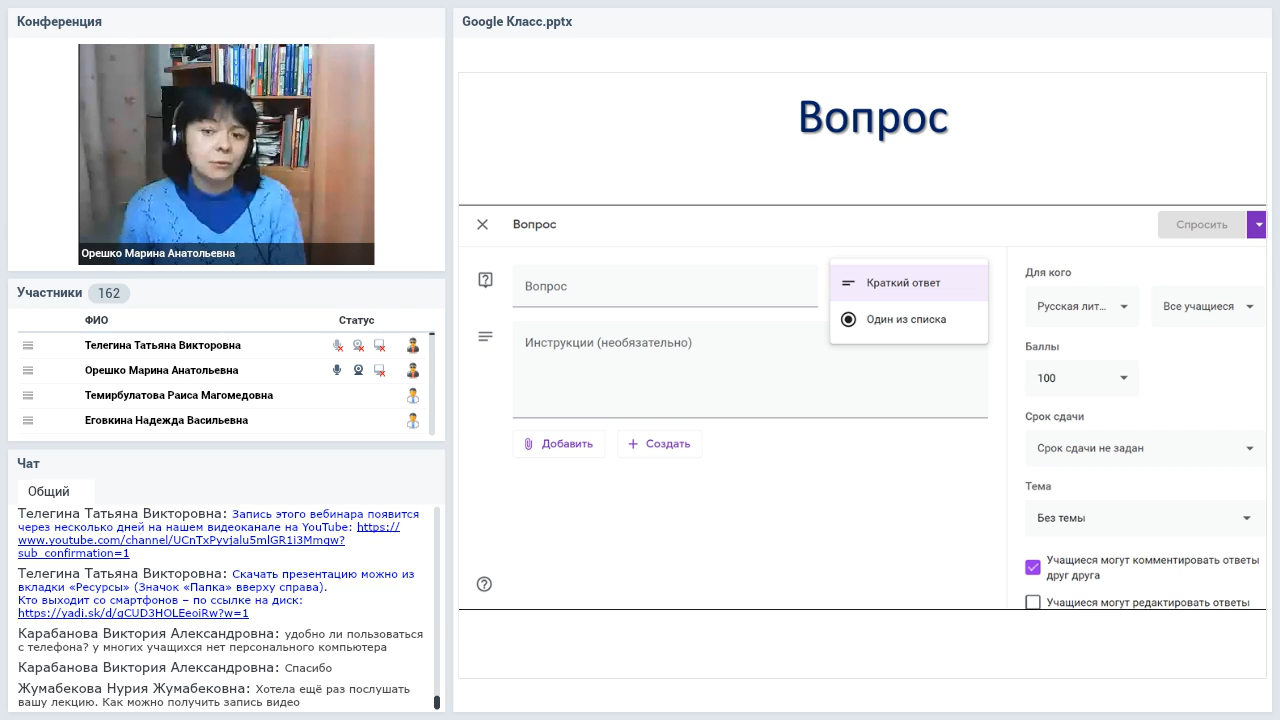 Конференция
Орешко Марина Анатольевна
Участники 162
ФИО Статус
Телегина Татьяна Викторовна
Орешко Марина Анатольевна
Темирбулатова Раиса Магомедовна
Еговкина Надежда Васильевна
Чат
Общий
Телегина Татьяна Викторовна: Запись этого вебинара появится
через несколько дней на нашем видеоканале на YouTube: https://
www.youtube.com/channel/UCnTxPyvjalu5mlGR1i3Mmqw?
sub_confirmation=1
Телегина Татьяна Викторовна: Скачать презентацию можно из
вкладки «Ресурсы» (Значок «Папка» вверху справа).
Кто выходит со смартфонов – по ссылке на диск:
https://yadi.sk/d/gCUD3HOLEeoiRw?w=1
Карабанова Виктория Александровна: удобно ли пользоваться
с телефона? у многих учащихся нет персонального компьютера
Карабанова Виктория Александровна: Спасибо
Жумабекова Нурия Жумабековна: Хотела ещё раз послушать
вашу лекцию. Как можно получить запись видео
Google Класс.pptx
Вопрос
Вопрос
Спросить
Вопрос
Краткий ответ
Один из списка
Инструкции (необязательно)
Добавить
Создать
Для кого
Русская лит...
Все учащиеся
Баллы
100
Срок сдачи
Срок сдачи не задан
Тема
Без темы
Учащиеся могут комментировать ответы
друг друга
Учащиеся могут редактировать ответы